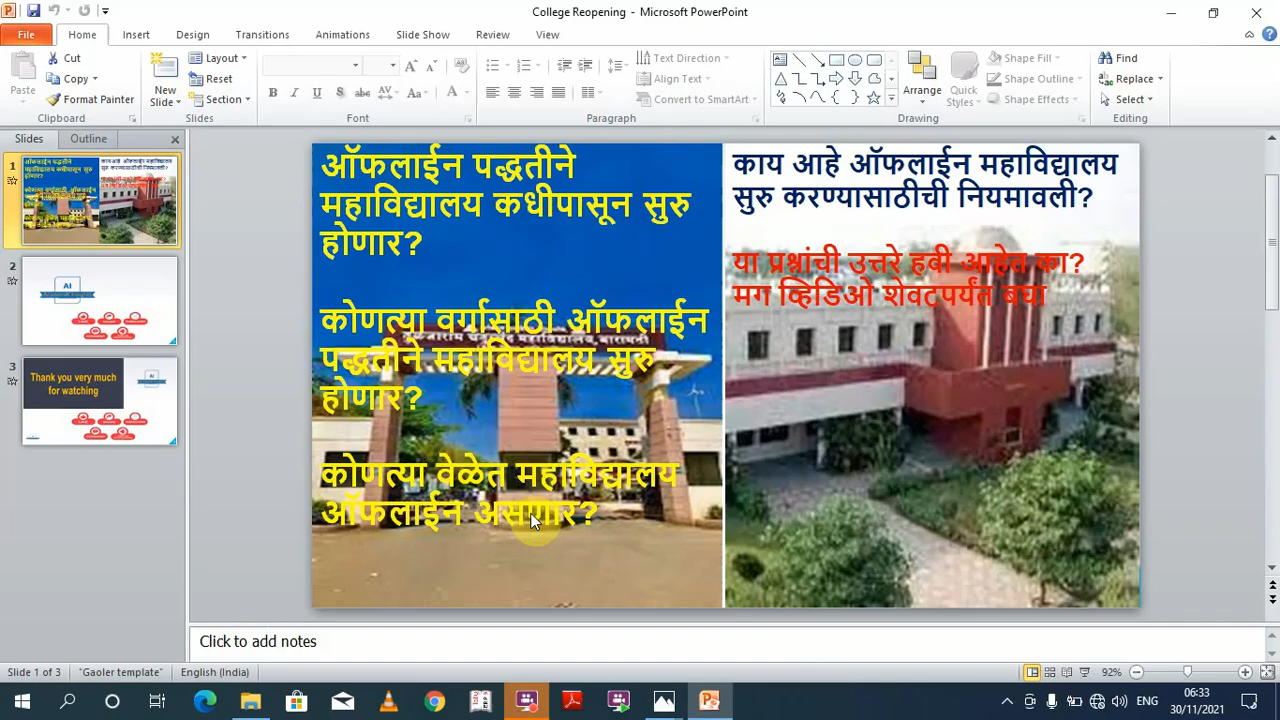 College Reopening - Microsoft PowerPoint
File Home Insert Design Transitions Animations Slide Show Review View
Paste
Cut
Copy
Format Painter
Clipboard
New Slide
Layout
Reset
Section
Slides
Font
Text Direction
Align Text
Convert to SmartArt
Paragraph
Arrange
Quick Styles
Shape Fill
Shape Outline
Shape Effects
Drawing
Find
Replace
Select
Editing
Slides Outline
1
2
AI
3
Thank you very much
for watching
AI
ऑफलाईन पद्धतीने
महाविद्यालय कधीपासून सुरु
होणार?
कोणत्या वर्गासाठी ऑफलाईन
पद्धतीने महाविद्यालय सुरु
होणार?
कोणत्या वेळेत महाविद्यालय
ऑफलाईन असणार?
काय आहे ऑफलाईन महाविद्यालय
सुरु करण्यासाठीची नियमावली?
या प्रश्नांची उत्तरे हवी आहेत का?
मग व्हिडिओ शेवटपर्यंत बघा
Click to add notes
Slide 1 of 3 "Gaoler template" English (India) 92%
ENG
06:33
30/11/2021